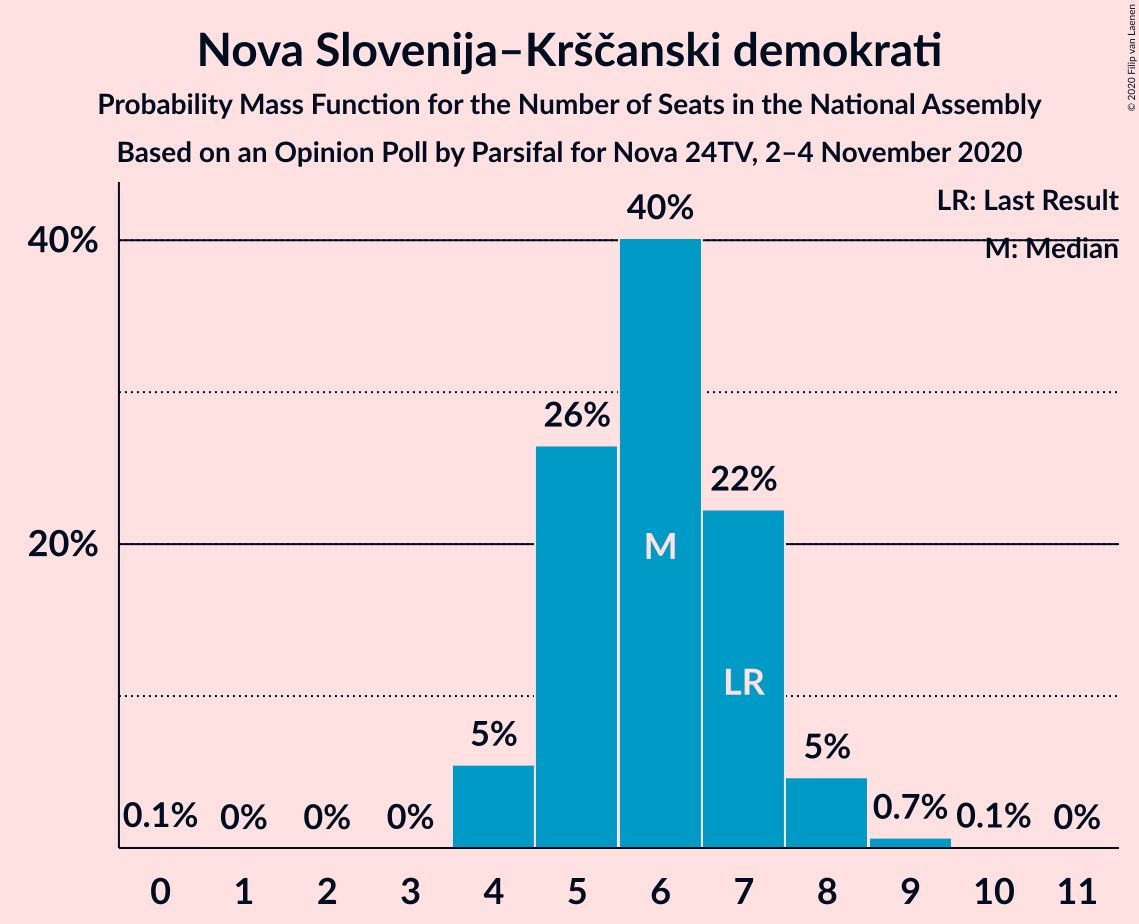 Nova Slovenija–Krščanski demokrati
Probability Mass Function for the Number of Seats in the National Assembly
Based on an Opinion Poll by Parsifal for Nova 24TV, 2–4 November 2020
© 2020 Filip van Laenen
LR: Last Result
M: Median
40%
20%
0.1%
0%
0%
0%
5%
26%
40%
22%
5%
0.7%
0.1%
0%
M
LR
0 1 2 3 4 5 6 7 8 9 10 11